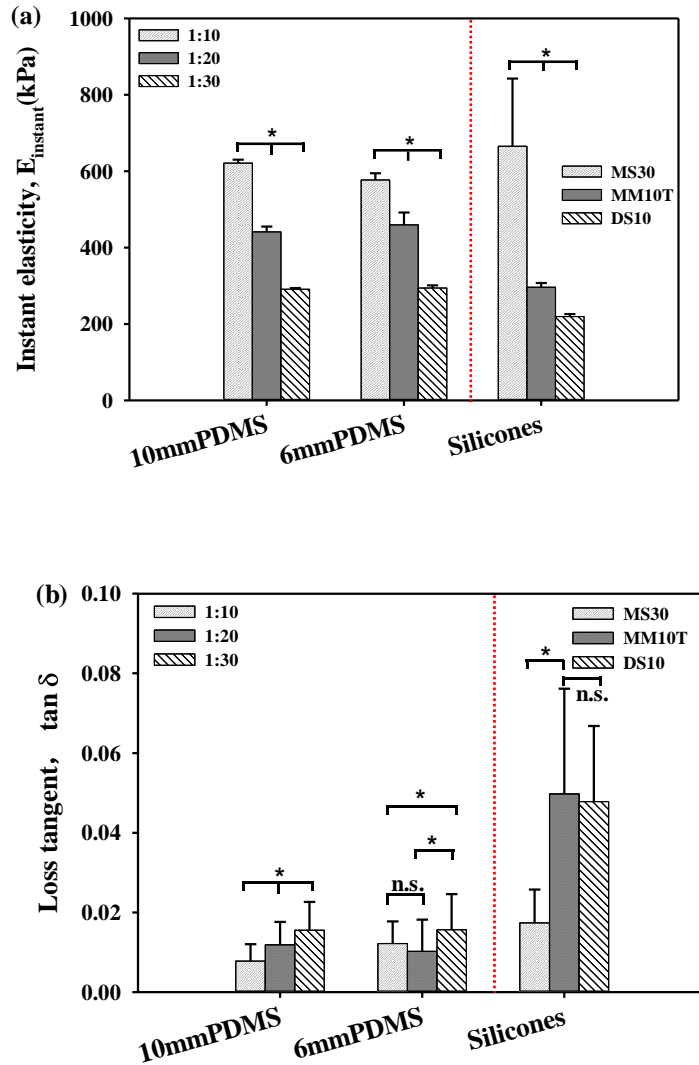 (a)
1000
800
600
400
200
0
Instant elasticity, E_instant(kPa)
1:10
1:20
1:30
*
*
*
MS30
MM10T
DS10
10mmPDMS
6mmPDMS
Silicones
(b)
0.10
0.08
0.06
0.04
0.02
0.00
Loss tangent, tan δ
1:10
1:20
1:30
MS30
MM10T
DS10
*
n.s.
*
*
n.s.
*
10mmPDMS
6mmPDMS
Silicones